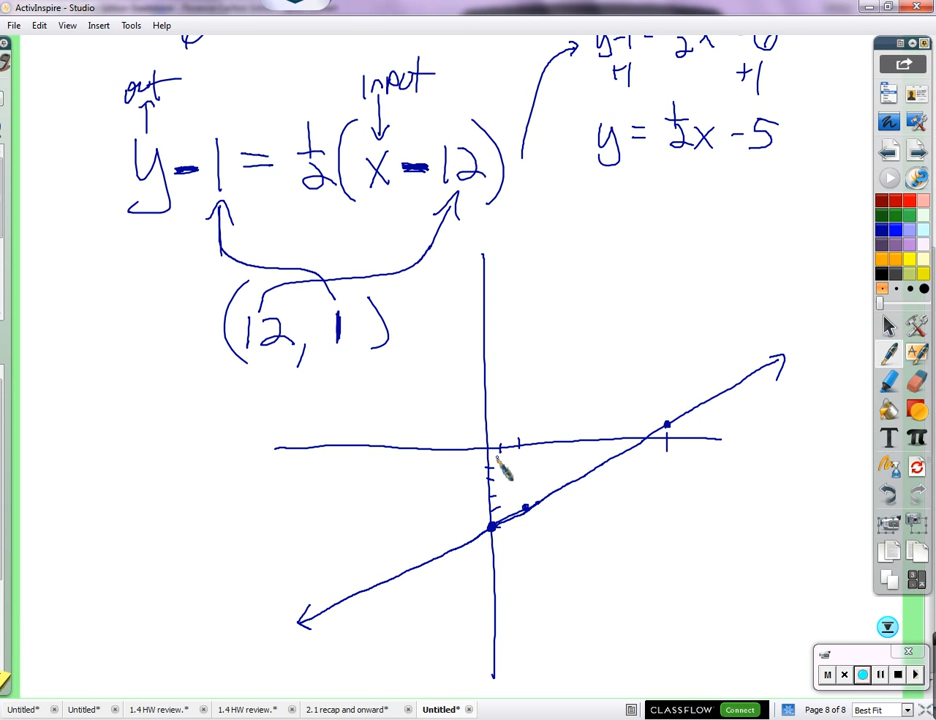 ActivInspire - Studio
File Edit View Insert Tools Help
out
input
+1 +1
y - 1 = 1/2 (x - 12)
y = 1/2x - 5
(12, 1)
M
Untitled* Untitled* 1.4 HW review.* 1.4 HW review.* 2.1 recap and onward* Untitled*
CLASSFLOW Connect
Page 8 of 8 Best Fit